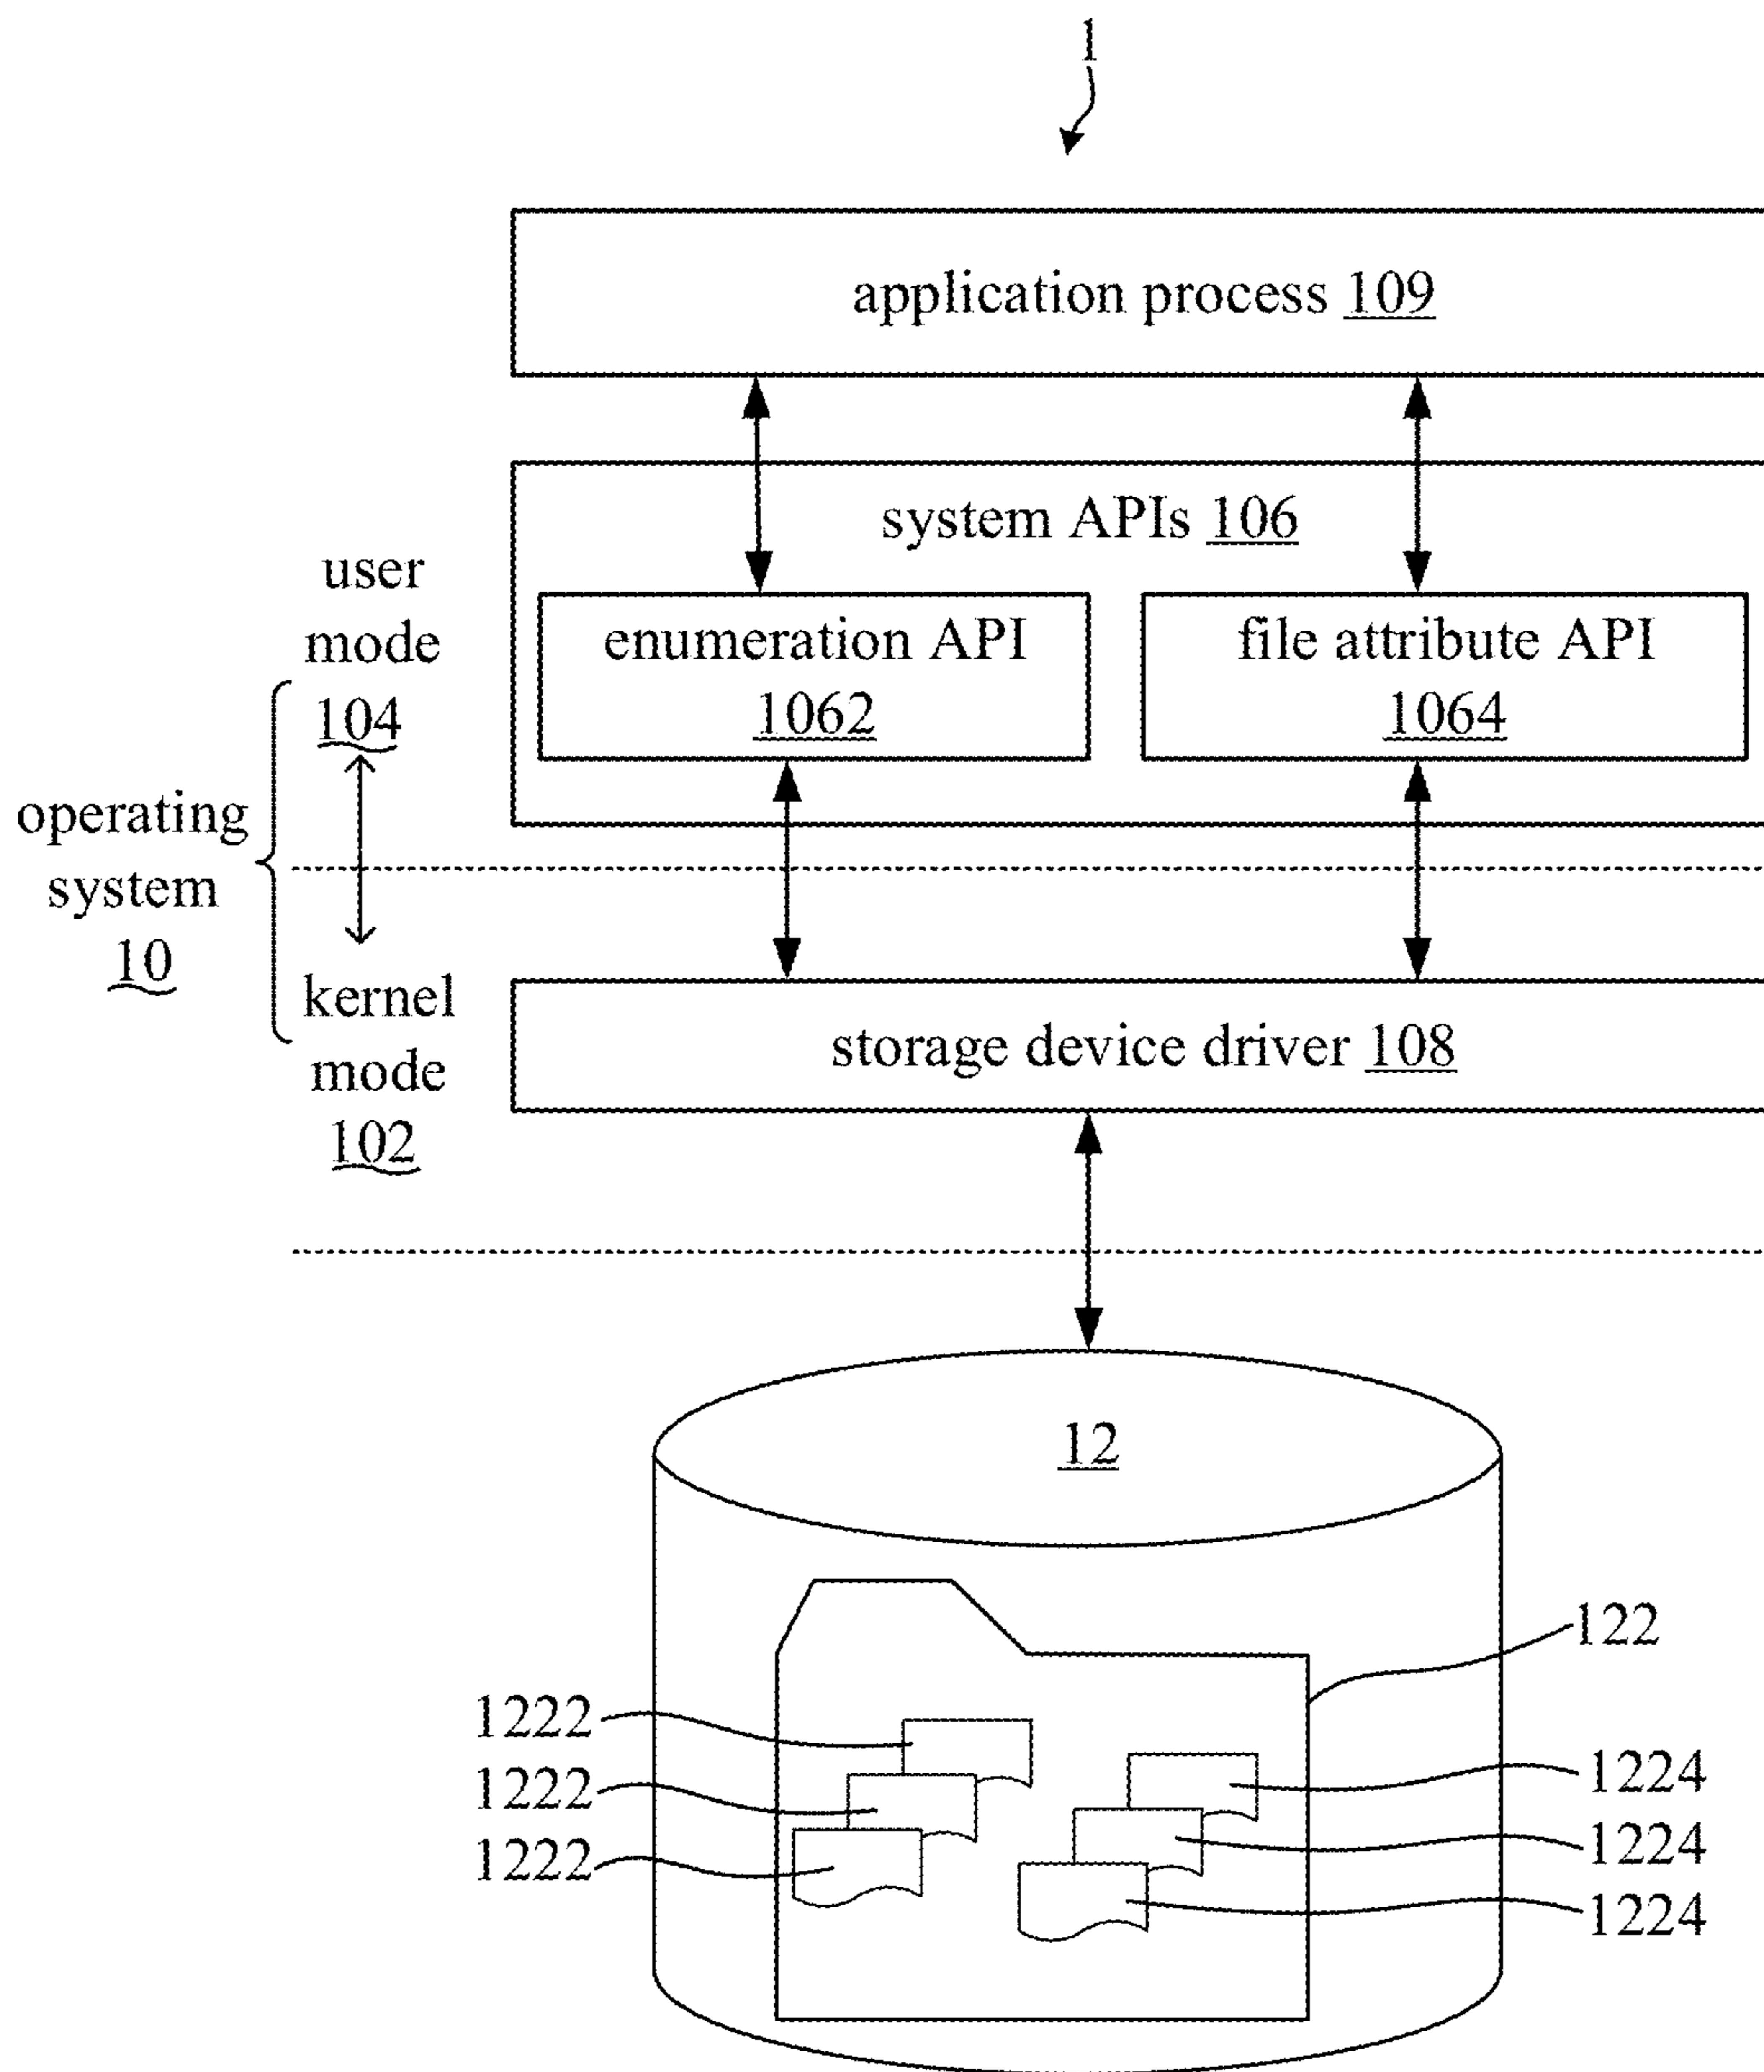 1
application process 109
system APIs 106
enumeration API
1062
file attribute API
1064
user
mode
104
operating
system
10
kernel
mode
102
storage device driver 108
12
122
1222
1222
1222
1224
1224
1224